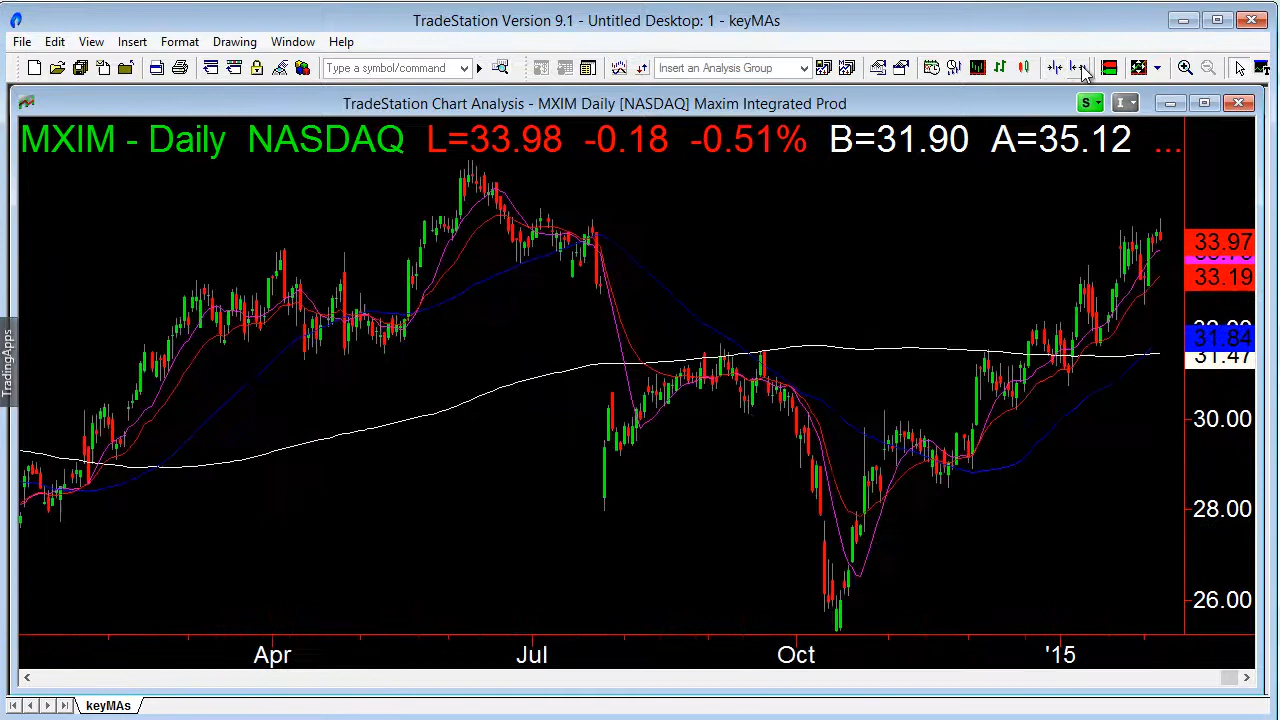 TradeStation Version 9.1 - Untitled Desktop: 1 - keyMAs
File Edit View Insert Format Drawing Window Help
Type a symbol/command Insert an Analysis Group
TradeStation Chart Analysis - MXIM Daily [NASDAQ] Maxim Integrated Prod
S I
MXIM - Daily NASDAQ L=33.98 -0.18 -0.51% B=31.90 A=35.12 ...
33.97
33.19
31.84
31.47
30.00
28.00
26.00
TradingApps
Apr Jul Oct '15
keyMAs